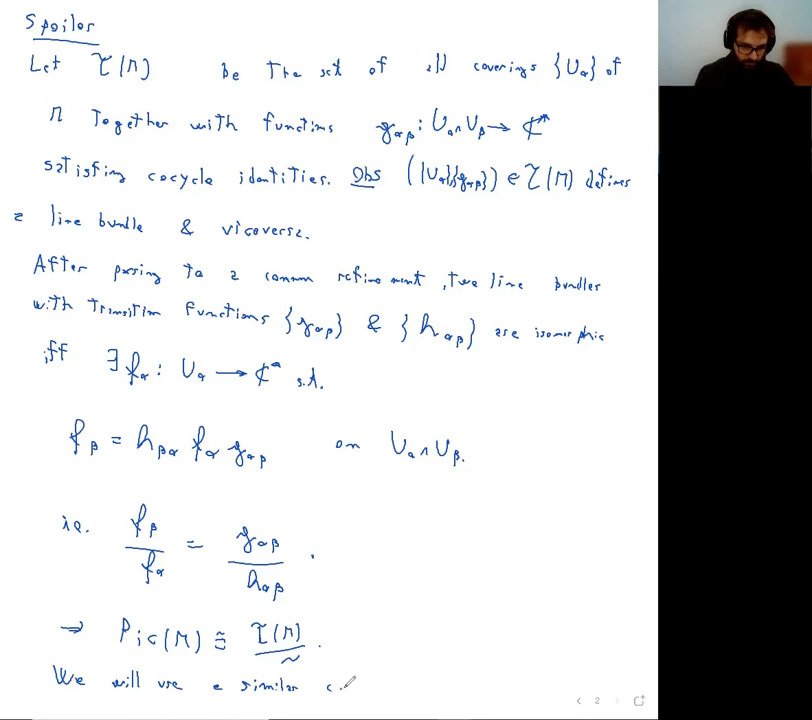 Spoiler
Let τ(M) be the set of all coverings {Uα} of
M together with functions gαβ : Uα∩Uβ → ℂ*
satisfying cocycle identities. Obs ({Uα}{gαβ}) ∈ τ(M) defines
a line bundle & viceversa.
After passing to a common refinement, two line bundles
with transition functions {gαβ} & {hαβ} are isomorphic
iff ∃ fα : Uα → ℂ* s.t.
fβ = hβα fα gαβ on Uα∩Uβ.
i.e. fβ/fα = gαβ/hαβ .
→ Pic(M) ≅ τ(M)/~ .
We will use a similar
< 2 >